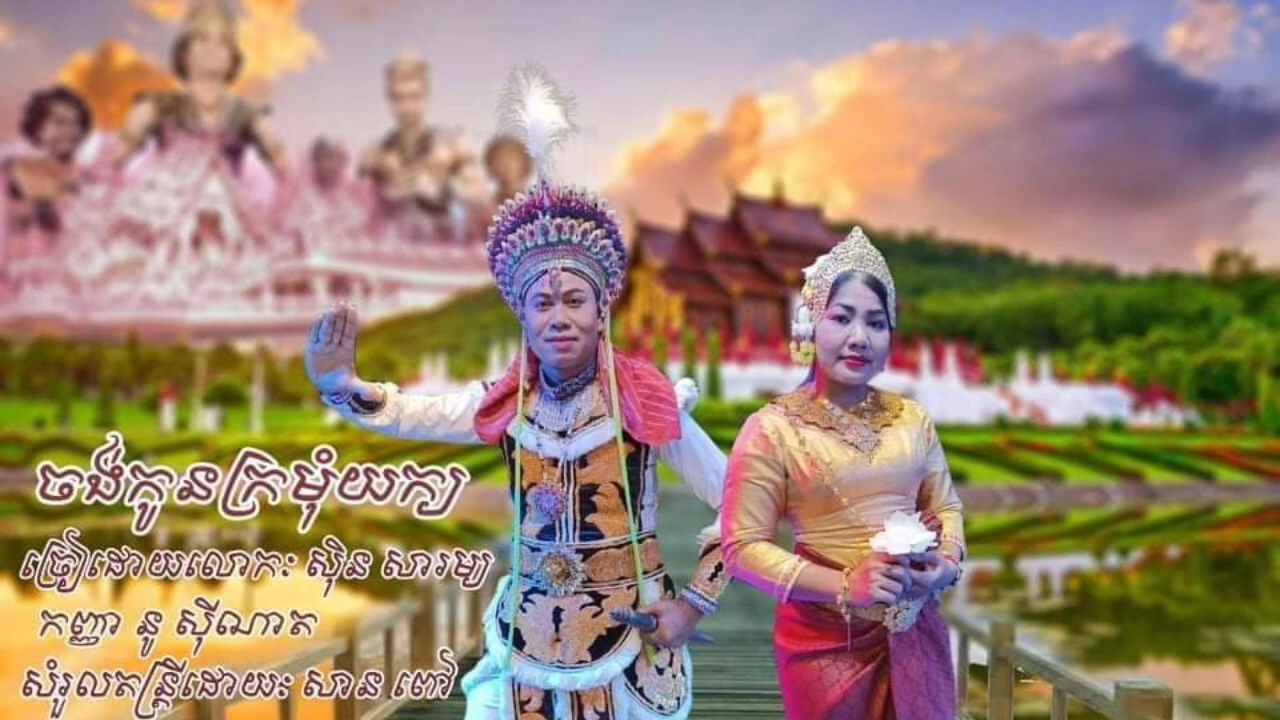 ចង់កូនក្រមុំយក្ស
ច្រៀងដោយលោកៈ ស៊ិន សារម្យ
កញ្ញា នូ ស៊ីណាត
សំរួលតន្ត្រីដោយៈ សាន ពៅ